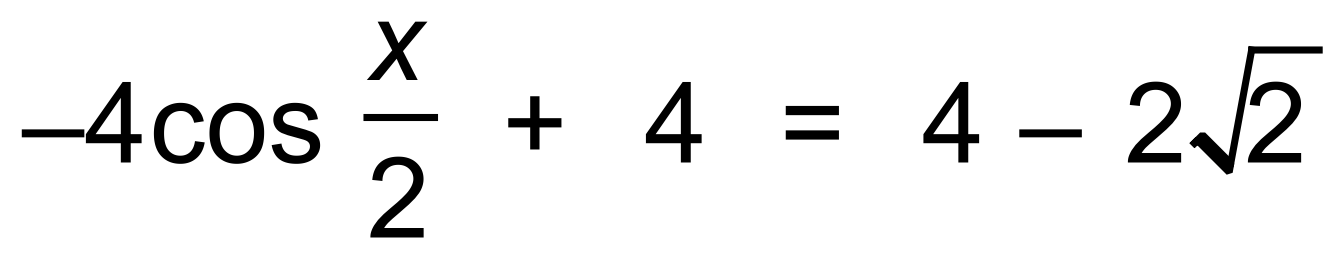 –4cos x/2 + 4 = 4 – 2√2